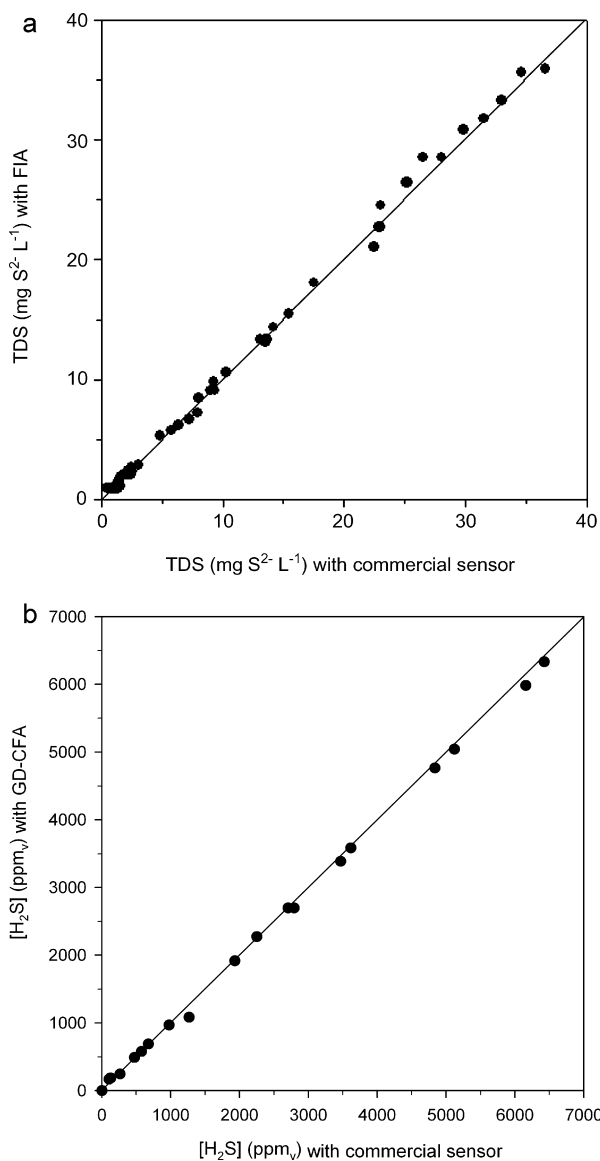 a
40
30
20
10
0
TDS (mg S²⁻ L⁻¹) with FIA
0 10 20 30 40
TDS (mg S²⁻ L⁻¹) with commercial sensor
b
7000
6000
5000
4000
3000
2000
1000
0
[H₂S] (ppmᵥ) with GD-CFA
0 1000 2000 3000 4000 5000 6000 7000
[H₂S] (ppmᵥ) with commercial sensor